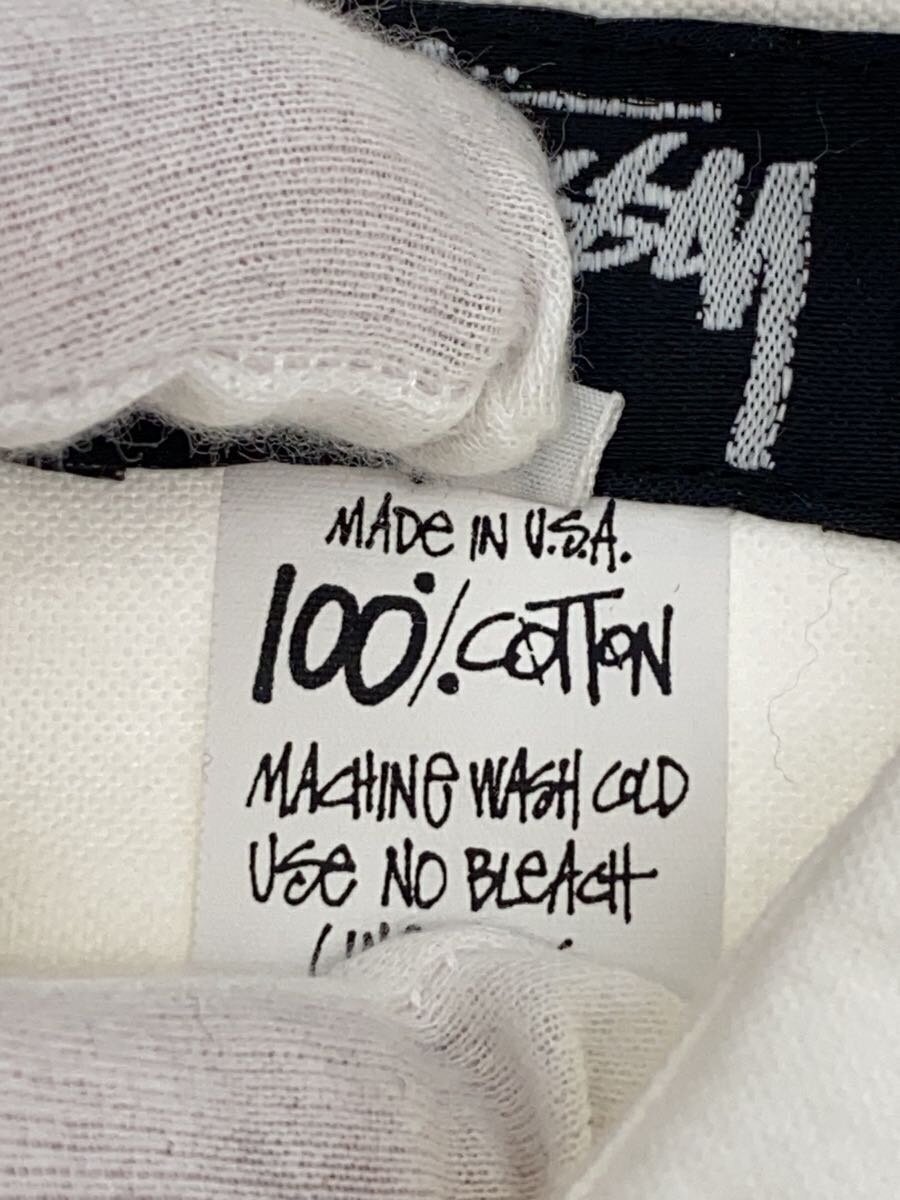 MADE IN U.S.A.
100% COTTON
MACHINE WASH COLD
USE NO BLEACH